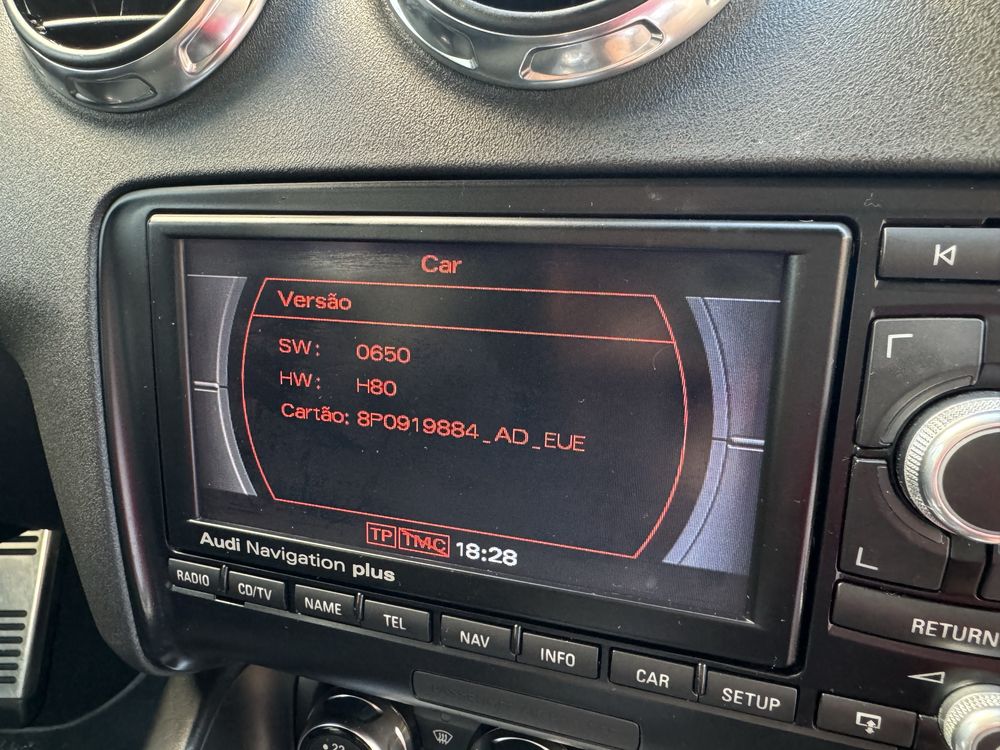 Car
Versão
SW: 0650
HW: H80
Cartão: 8P0919884_AD_EUE
TP TMC 18:28
Audi Navigation plus
RADIO CD/TV NAME TEL NAV INFO CAR SETUP
RETURN
22